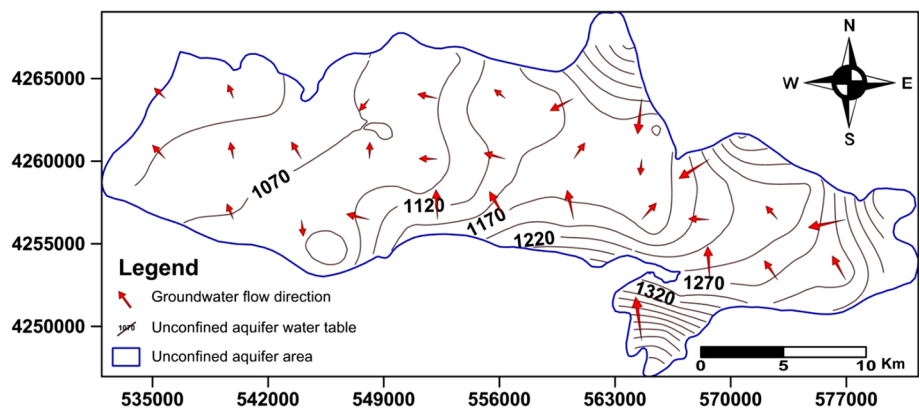 N
W E
S
4265000
4260000
4255000
4250000
1070
1120
1170
1220
1270
1320
Legend
Groundwater flow direction
1070 Unconfined aquifer water table
Unconfined aquifer area
0 5 10 Km
535000 542000 549000 556000 563000 570000 577000